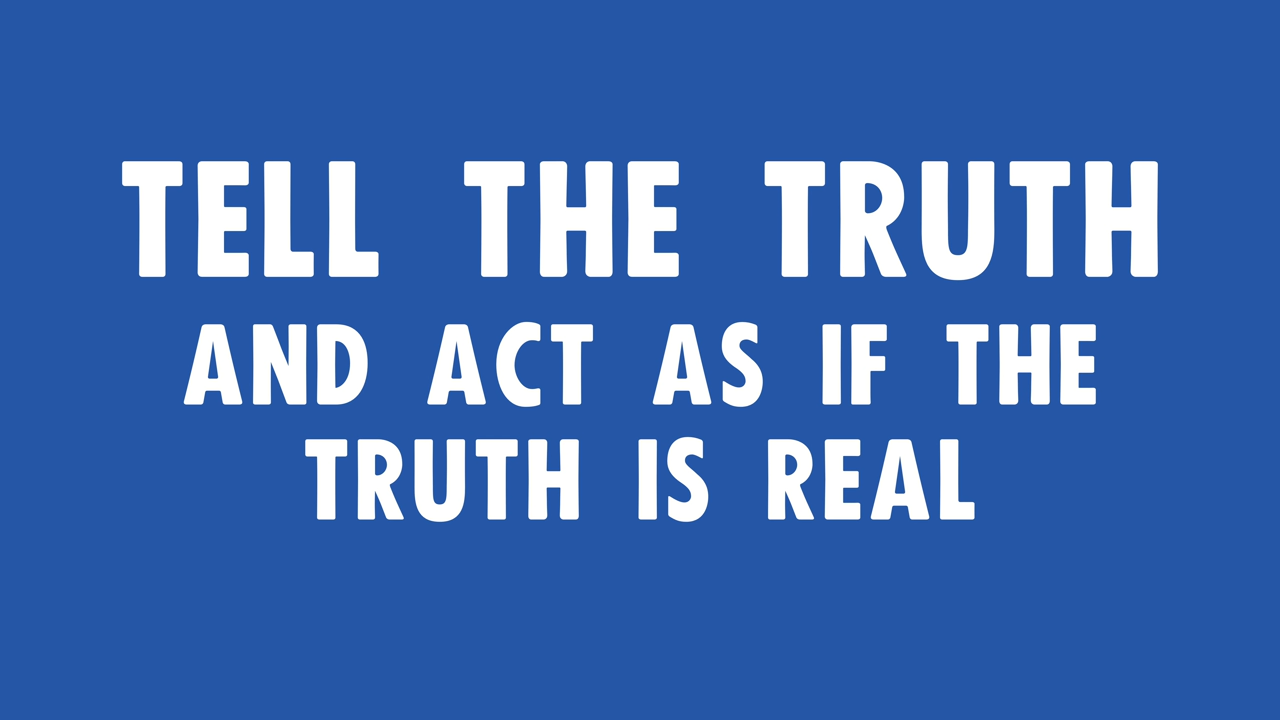 TELL THE TRUTH
AND ACT AS IF THE
TRUTH IS REAL